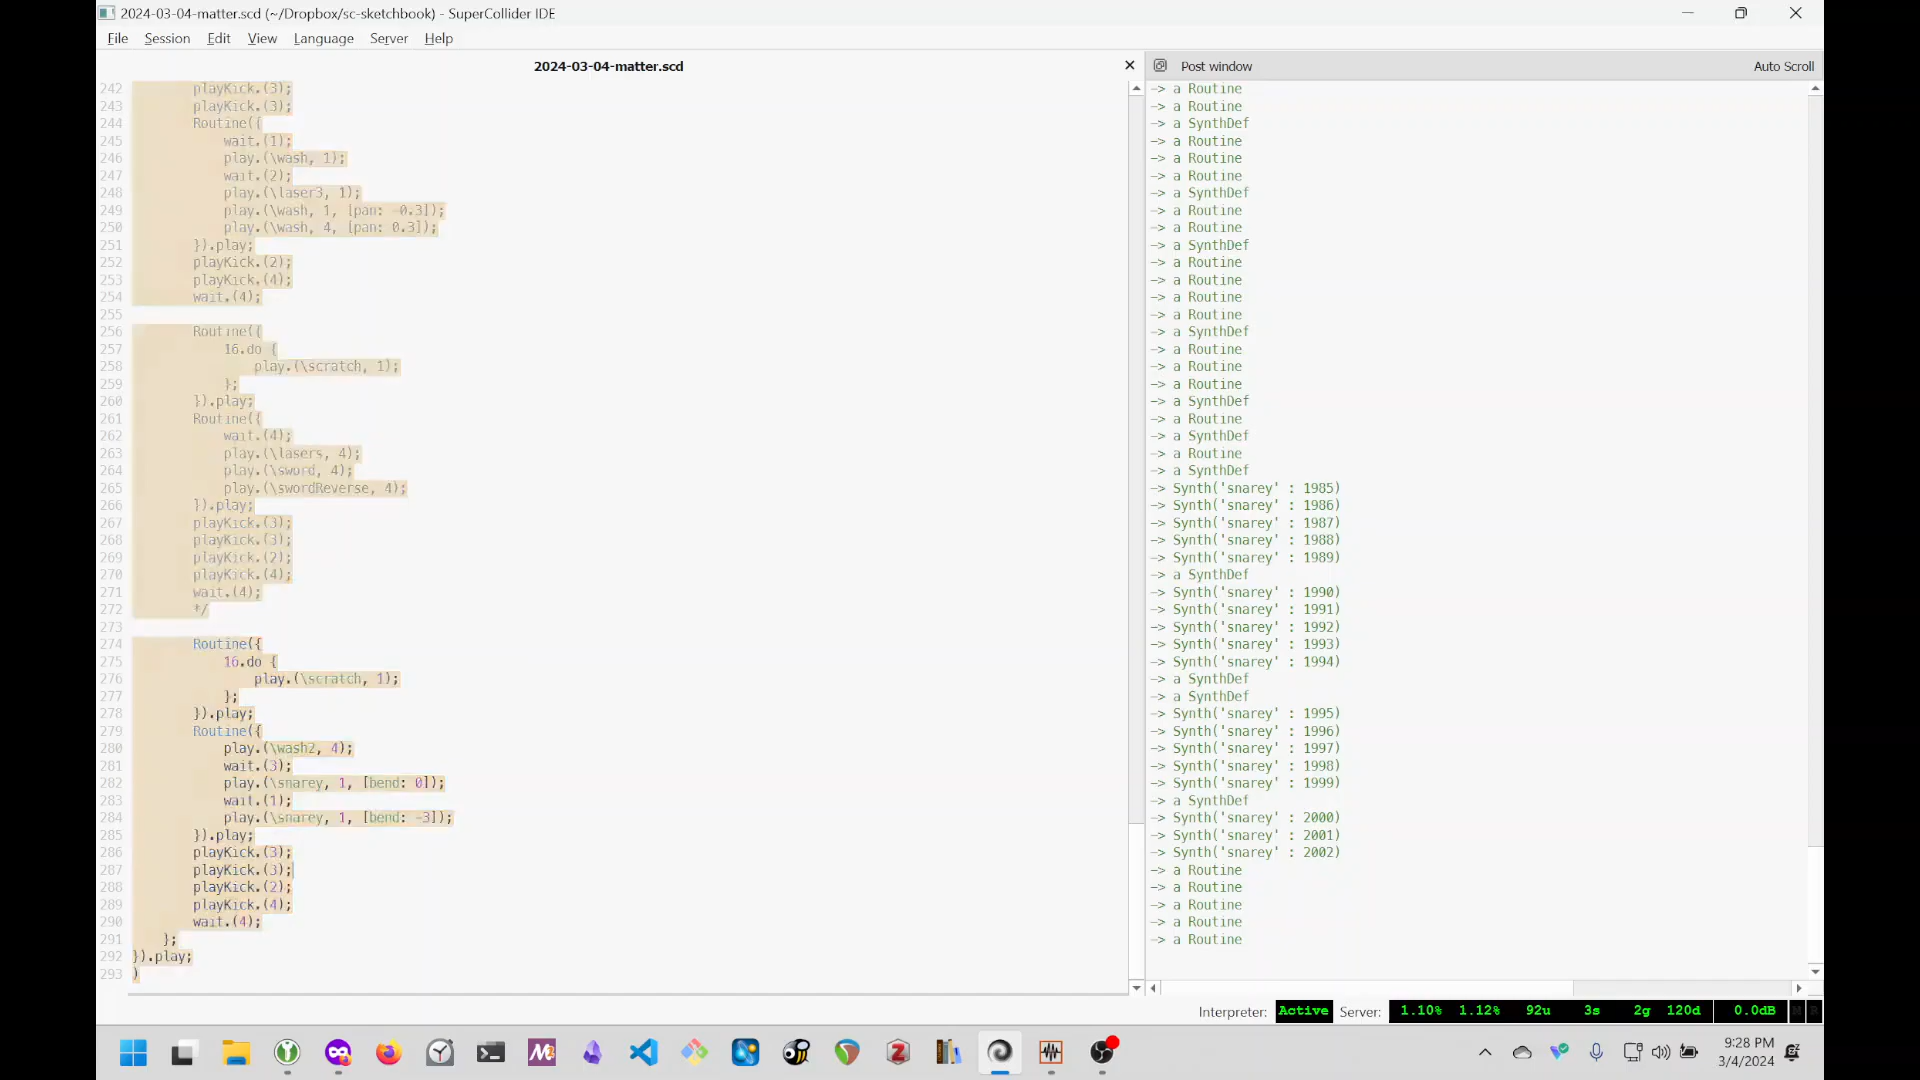 2024-03-04-matter.scd (~/Dropbox/sc-sketchbook) - SuperCollider IDE
File Session Edit View Language Server Help
2024-03-04-matter.scd
242 playKick.(3);
243 playKick.(3);
244 Routine({
245 wait.(1);
246 play.(\wash, 1);
247 wait.(2);
248 play.(\laser3, 1);
249 play.(\wash, 1, [pan: -0.3]);
250 play.(\wash, 4, [pan: 0.3]);
251 }).play;
252 playKick.(2);
253 playKick.(4);
254 wait.(4);
255
256 Routine({
257 16.do {
258 play.(\scratch, 1);
259 };
260 }).play;
261 Routine({
262 wait.(4);
263 play.(\lasers, 4);
264 play.(\sword, 4);
265 play.(\swordReverse, 4);
266 }).play;
267 playKick.(3);
268 playKick.(3);
269 playKick.(2);
270 playKick.(4);
271 wait.(4);
272 */
273
274 Routine({
275 16.do {
276 play.(\scratch, 1);
277 };
278 }).play;
279 Routine({
280 play.(\wash2, 4);
281 wait.(3);
282 play.(\snarey, 1, [bend: 0]);
283 wait.(1);
284 play.(\snarey, 1, [bend: -3]);
285 }).play;
286 playKick.(3);
287 playKick.(3);
288 playKick.(2);
289 playKick.(4);
290 wait.(4);
291 };
292 }).play;
293 )
Post window
Auto Scroll
-> a Routine
-> a Routine
-> a SynthDef
-> a Routine
-> a Routine
-> a Routine
-> a SynthDef
-> a Routine
-> a Routine
-> a SynthDef
-> a Routine
-> a Routine
-> a Routine
-> a Routine
-> a SynthDef
-> a Routine
-> a Routine
-> a Routine
-> a SynthDef
-> a Routine
-> a SynthDef
-> a Routine
-> a SynthDef
-> Synth('snarey' : 1985)
-> Synth('snarey' : 1986)
-> Synth('snarey' : 1987)
-> Synth('snarey' : 1988)
-> Synth('snarey' : 1989)
-> a SynthDef
-> Synth('snarey' : 1990)
-> Synth('snarey' : 1991)
-> Synth('snarey' : 1992)
-> Synth('snarey' : 1993)
-> Synth('snarey' : 1994)
-> a SynthDef
-> a SynthDef
-> Synth('snarey' : 1995)
-> Synth('snarey' : 1996)
-> Synth('snarey' : 1997)
-> Synth('snarey' : 1998)
-> Synth('snarey' : 1999)
-> a SynthDef
-> Synth('snarey' : 2000)
-> Synth('snarey' : 2001)
-> Synth('snarey' : 2002)
-> a Routine
-> a Routine
-> a Routine
-> a Routine
-> a Routine
Interpreter: Active Server: 1.10% 1.12% 92u 3s 2g 120d 0.0dB M R
9:28 PM
3/4/2024